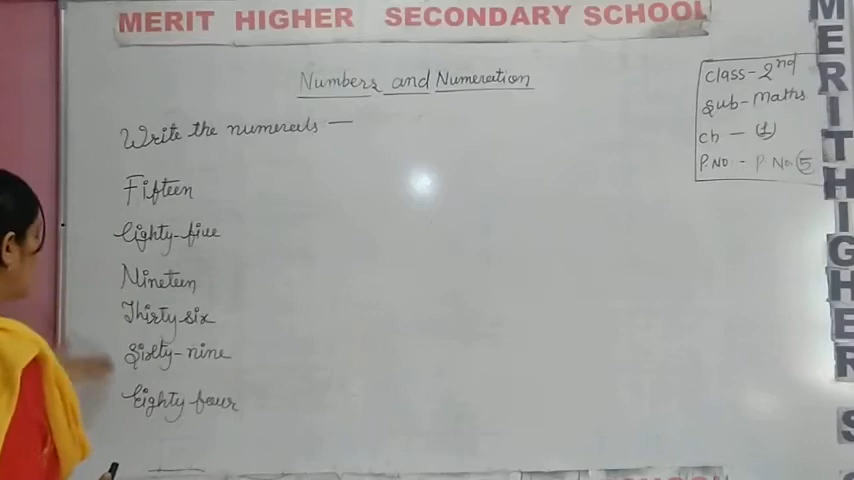 MERIT HIGHER SECONDARY SCHOOL
Numbers and Numeration
Class - 2nd
Sub - Maths
Ch - (1)
P.NO - P No (5)
Write the numerals —
Fifteen
Eighty-five
Nineteen
Thirty six
Sixty-nine
Eighty four
MERIT HIGHER S